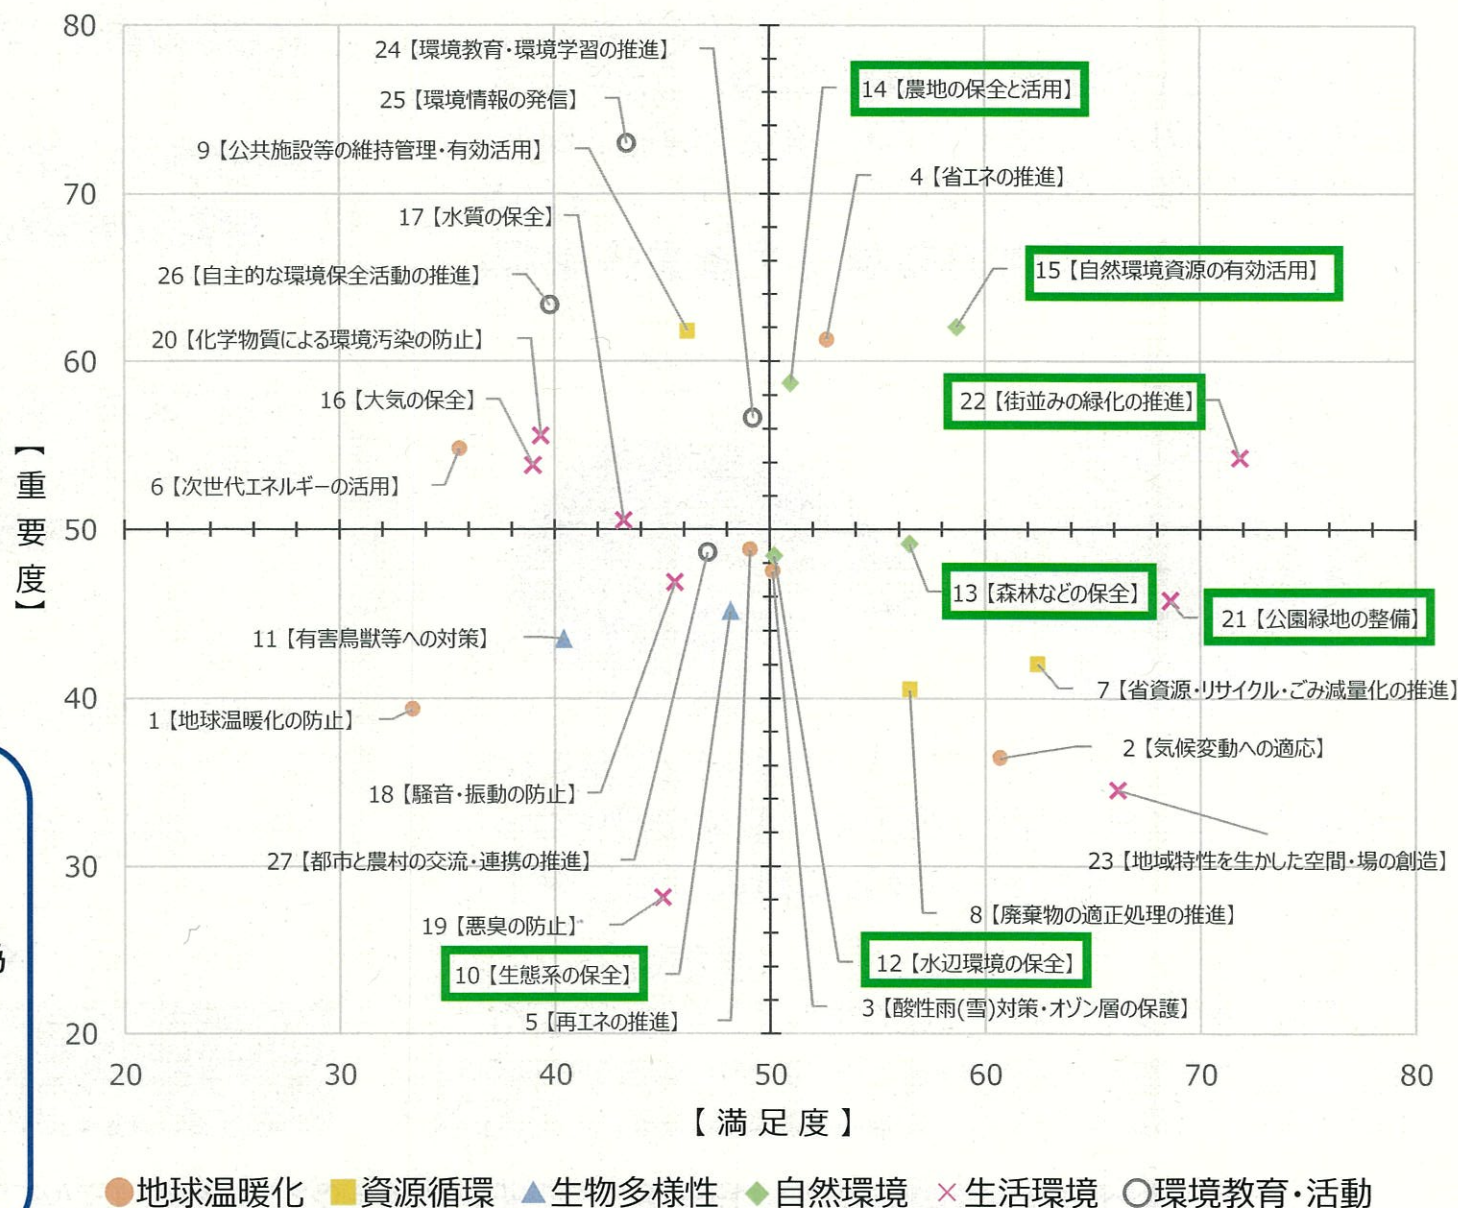 80
24【環境教育・環境学習の推進】
14【農地の保全と活用】
25【環境情報の発信】
9【公共施設等の維持管理・有効活用】
4【省エネの推進】
70
17【水質の保全】
26【自主的な環境保全活動の推進】
15【自然環境資源の有効活用】
20【化学物質による環境汚染の防止】
60
16【大気の保全】
22【街並みの緑化の推進】
6【次世代エネルギーの活用】
【重要度】
50
13【森林などの保全】
21【公園緑地の整備】
11【有害鳥獣等への対策】
7【省資源・リサイクル・ごみ減量化の推進】
40
1【地球温暖化の防止】
2【気候変動への適応】
18【騒音・振動の防止】
27【都市と農村の交流・連携の推進】
30
23【地域特性を生かした空間・場の創造】
19【悪臭の防止】
8【廃棄物の適正処理の推進】
10【生態系の保全】
12【水辺環境の保全】
5【再エネの推進】
3【酸性雨(雪)対策・オゾン層の保護】
20
20 30 40 50 60 70 80
【満足度】
地球温暖化 資源循環 生物多様性 自然環境 生活環境 環境教育・活動